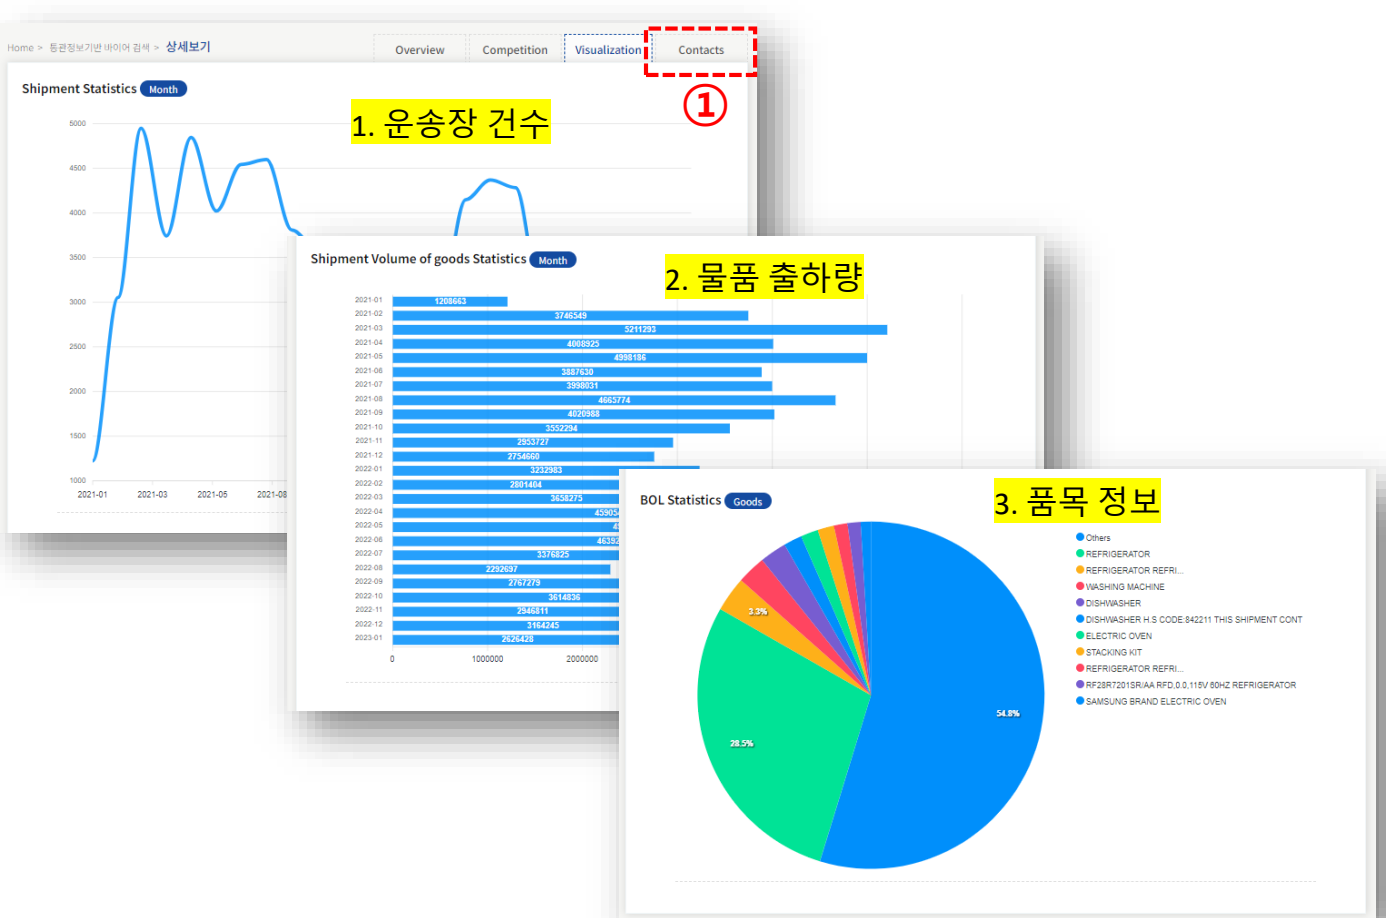 Home > 통관정보기반 바이어 검색 > 상세보기
Overview Competition Visualization Contacts
①
Shipment Statistics Month
1. 운송장 건수
5000
4500
4000
3500
3000
2500
2000
1500
1000
2021-01 2021-03 2021-05 2021-08
Shipment Volume of goods Statistics Month
2. 물품 출하량
2021-01 1208663
2021-02 3746549
2021-03 5211293
2021-04 4008925
2021-05 4998186
2021-06 3887630
2021-07 3998031
2021-08 4665774
2021-09 4020988
2021-10 3552294
2021-11 2953727
2021-12 2754660
2022-01 3232983
2022-02 2801404
2022-03 3658275
2022-04 45905
2022-05
2022-06 46392
2022-07 3376825
2022-08 2292697
2022-09 2767279
2022-10 3614836
2022-11 2946811
2022-12 3164245
2023-01 2626428
0 1000000 2000000
BOL Statistics Goods
3. 품목 정보
3.3%
28.5%
54.8%
Others
REFRIGERATOR
REFRIGERATOR REFRI...
WASHING MACHINE
DISHWASHER
DISHWASHER H.S CODE:842211 THIS SHIPMENT CONT
ELECTRIC OVEN
STACKING KIT
REFRIGERATOR REFRI...
RF28R7201SR/AA RFD,0.0,115V 60HZ REFRIGERATOR
SAMSUNG BRAND ELECTRIC OVEN